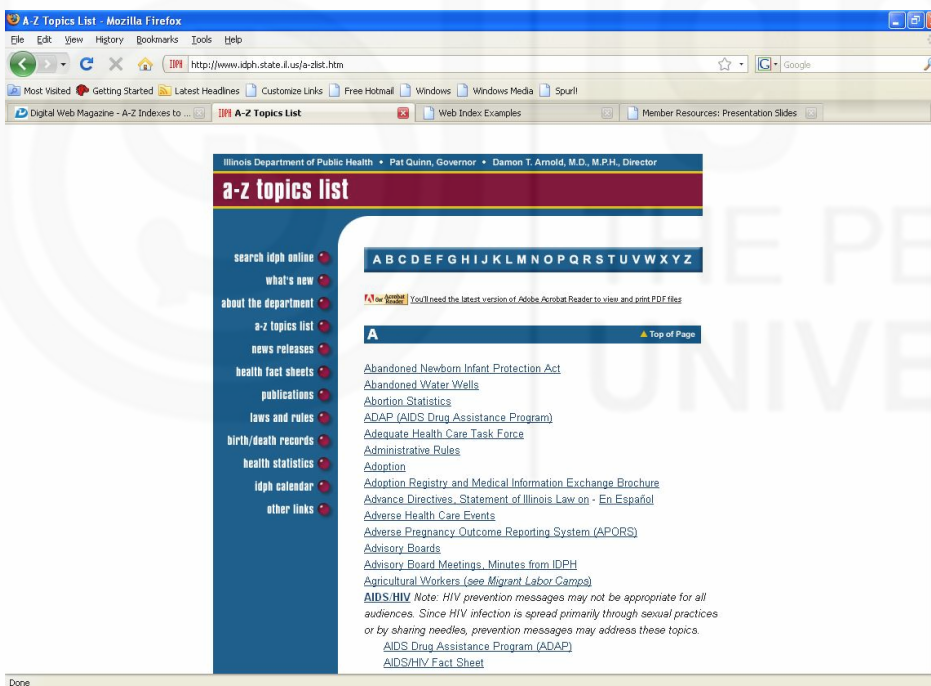 A-Z Topics List - Mozilla Firefox
File Edit View History Bookmarks Tools Help
IDPH http://www.idph.state.il.us/a-zlist.htm G Google
Most Visited Getting Started Latest Headlines Customize Links Free Hotmail Windows Windows Media Spurl!
Digital Web Magazine - A-Z Indexes to ... IDPH A-Z Topics List Web Index Examples Member Resources: Presentation Slides
Illinois Department of Public Health • Pat Quinn, Governor • Damon T. Arnold, M.D., M.P.H., Director
a-z topics list
search idph online
what's new
about the department
a-z topics list
news releases
health fact sheets
publications
laws and rules
birth/death records
health statistics
idph calendar
other links
A B C D E F G H I J K L M N O P Q R S T U V W X Y Z
Get Acrobat Reader You'll need the latest version of Adobe Acrobat Reader to view and print PDF files
A Top of Page
Abandoned Newborn Infant Protection Act
Abandoned Water Wells
Abortion Statistics
ADAP (AIDS Drug Assistance Program)
Adequate Health Care Task Force
Administrative Rules
Adoption
Adoption Registry and Medical Information Exchange Brochure
Advance Directives, Statement of Illinois Law on - En Español
Adverse Health Care Events
Adverse Pregnancy Outcome Reporting System (APORS)
Advisory Boards
Advisory Board Meetings, Minutes from IDPH
Agricultural Workers (see Migrant Labor Camps)
AIDS/HIV Note: HIV prevention messages may not be appropriate for all
audiences. Since HIV infection is spread primarily through sexual practices
or by sharing needles, prevention messages may address these topics.
AIDS Drug Assistance Program (ADAP)
AIDS/HIV Fact Sheet
Done
THE PE
UNIVE